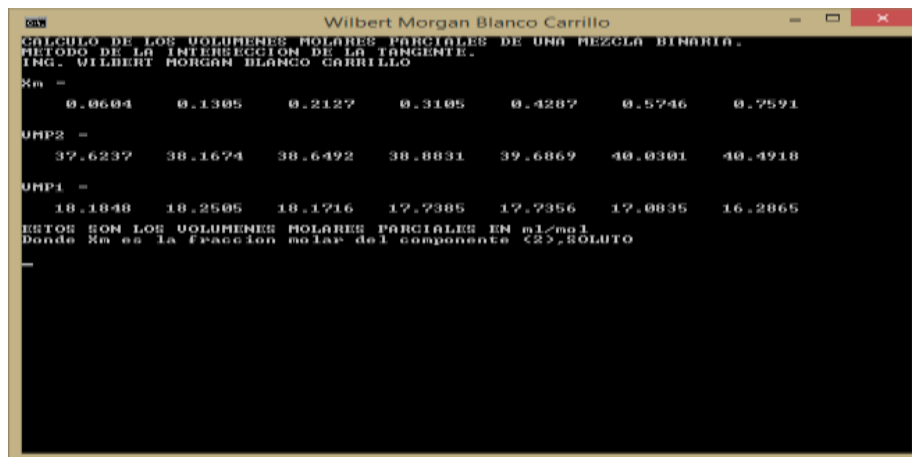 Wilbert Morgan Blanco Carrillo
CALCULO DE LOS VOLUMENES MOLARES PARCIALES DE UNA MEZCLA BINARIA.
METODO DE LA INTERSECCION DE LA TANGENTE.
ING. WILBERT MORGAN BLANCO CARRILLO
Xm =
0.0604 0.1305 0.2127 0.3105 0.4287 0.5746 0.7591
VMP2 =
37.6237 38.1674 38.6492 38.8831 39.6869 40.0301 40.4918
VMP1 =
18.1848 18.2505 18.1716 17.7385 17.7356 17.0835 16.2865
ESTOS SON LOS VOLUMENES MOLARES PARCIALES EN ml/mol
Donde Xm es la fraccion molar del componente (2),SOLUTO